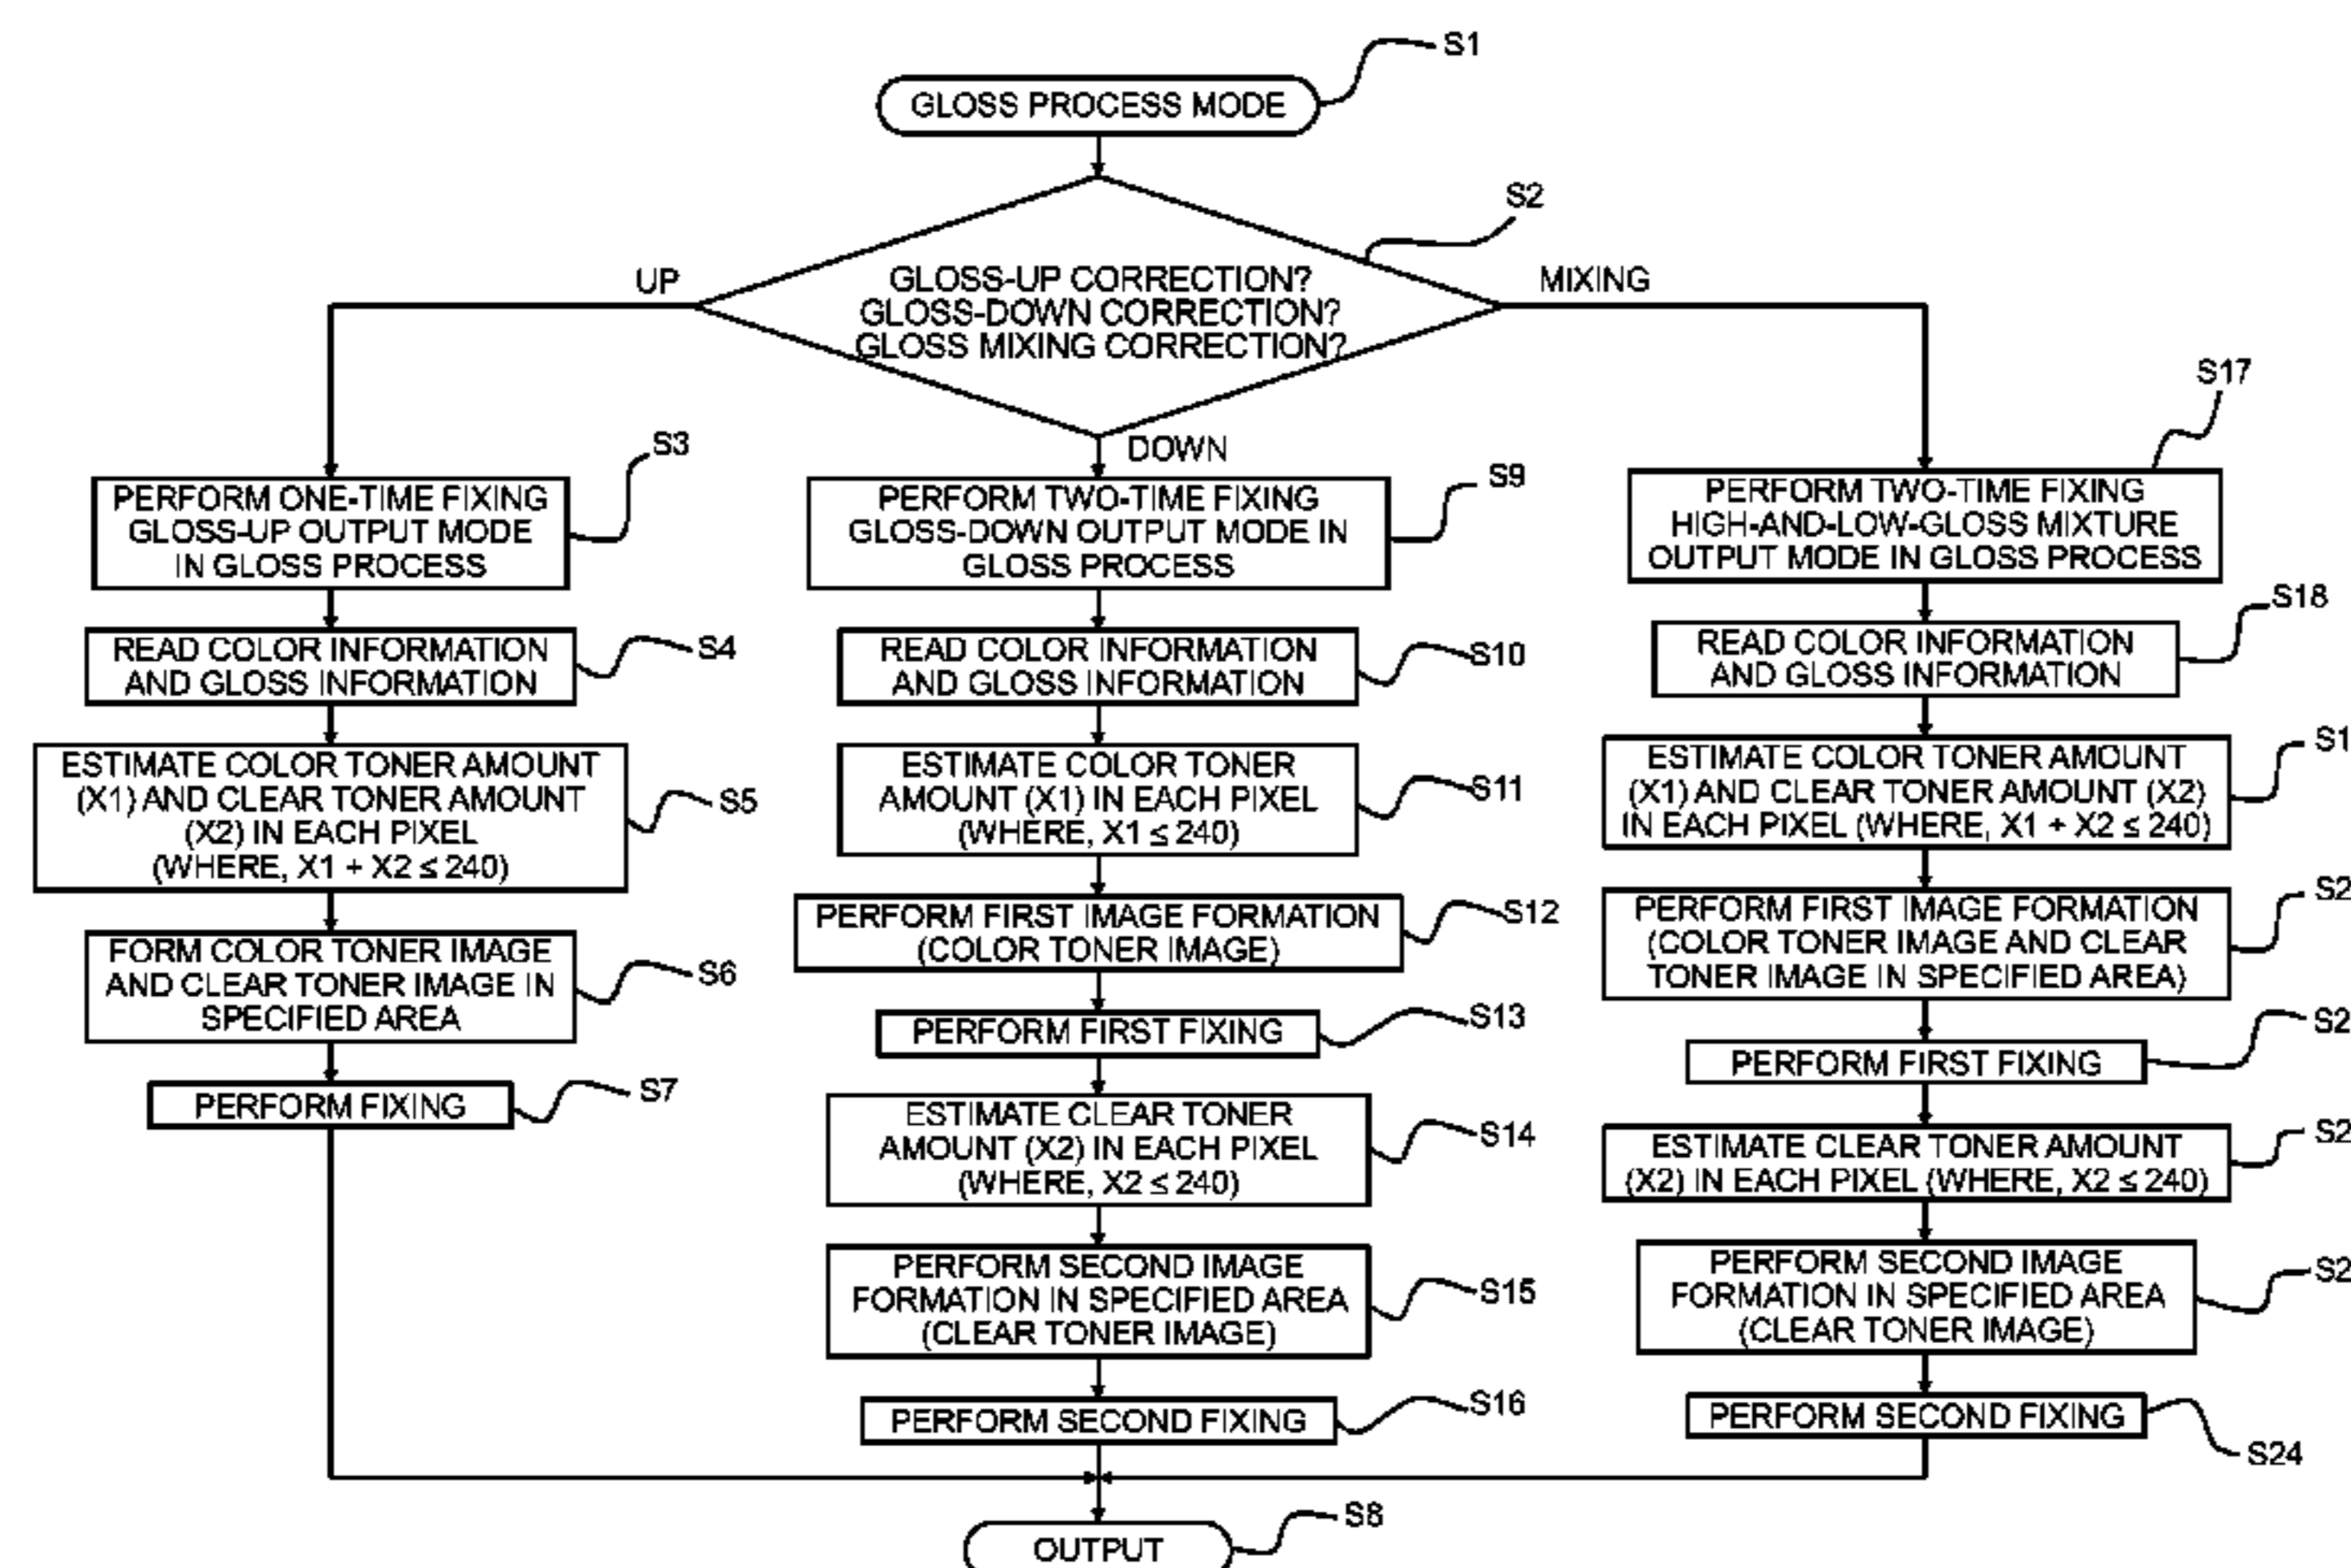 S1
GLOSS PROCESS MODE
S2
UP
GLOSS-UP CORRECTION?
GLOSS-DOWN CORRECTION?
GLOSS MIXING CORRECTION?
MIXING
DOWN
S3
PERFORM ONE-TIME FIXING
GLOSS-UP OUTPUT MODE
IN GLOSS PROCESS
S4
READ COLOR INFORMATION
AND GLOSS INFORMATION
ESTIMATE COLOR TONER AMOUNT
(X1) AND CLEAR TONER AMOUNT
(X2) IN EACH PIXEL
(WHERE, X1 + X2 ≤ 240)
S5
FORM COLOR TONER IMAGE
AND CLEAR TONER IMAGE IN
SPECIFIED AREA
S6
PERFORM FIXING
S7
S9
PERFORM TWO-TIME FIXING
GLOSS-DOWN OUTPUT MODE IN
GLOSS PROCESS
READ COLOR INFORMATION
AND GLOSS INFORMATION
S10
ESTIMATE COLOR TONER
AMOUNT (X1) IN EACH PIXEL
(WHERE, X1 ≤ 240)
S11
PERFORM FIRST IMAGE FORMATION
(COLOR TONER IMAGE)
S12
PERFORM FIRST FIXING
S13
ESTIMATE CLEAR TONER
AMOUNT (X2) IN EACH PIXEL
(WHERE, X2 ≤ 240)
S14
PERFORM SECOND IMAGE
FORMATION IN SPECIFIED AREA
(CLEAR TONER IMAGE)
S15
PERFORM SECOND FIXING
S16
S17
PERFORM TWO-TIME FIXING
HIGH-AND-LOW-GLOSS MIXTURE
OUTPUT MODE IN GLOSS PROCESS
S18
READ COLOR INFORMATION
AND GLOSS INFORMATION
S1
ESTIMATE COLOR TONER AMOUNT
(X1) AND CLEAR TONER AMOUNT (X2)
IN EACH PIXEL (WHERE, X1 + X2 ≤ 240)
S2
PERFORM FIRST IMAGE FORMATION
(COLOR TONER IMAGE AND CLEAR
TONER IMAGE IN SPECIFIED AREA)
S2
PERFORM FIRST FIXING
S2
ESTIMATE CLEAR TONER AMOUNT
(X2) IN EACH PIXEL (WHERE, X2 ≤ 240)
S2
PERFORM SECOND IMAGE
FORMATION IN SPECIFIED AREA
(CLEAR TONER IMAGE)
PERFORM SECOND FIXING
S24
S8
OUTPUT